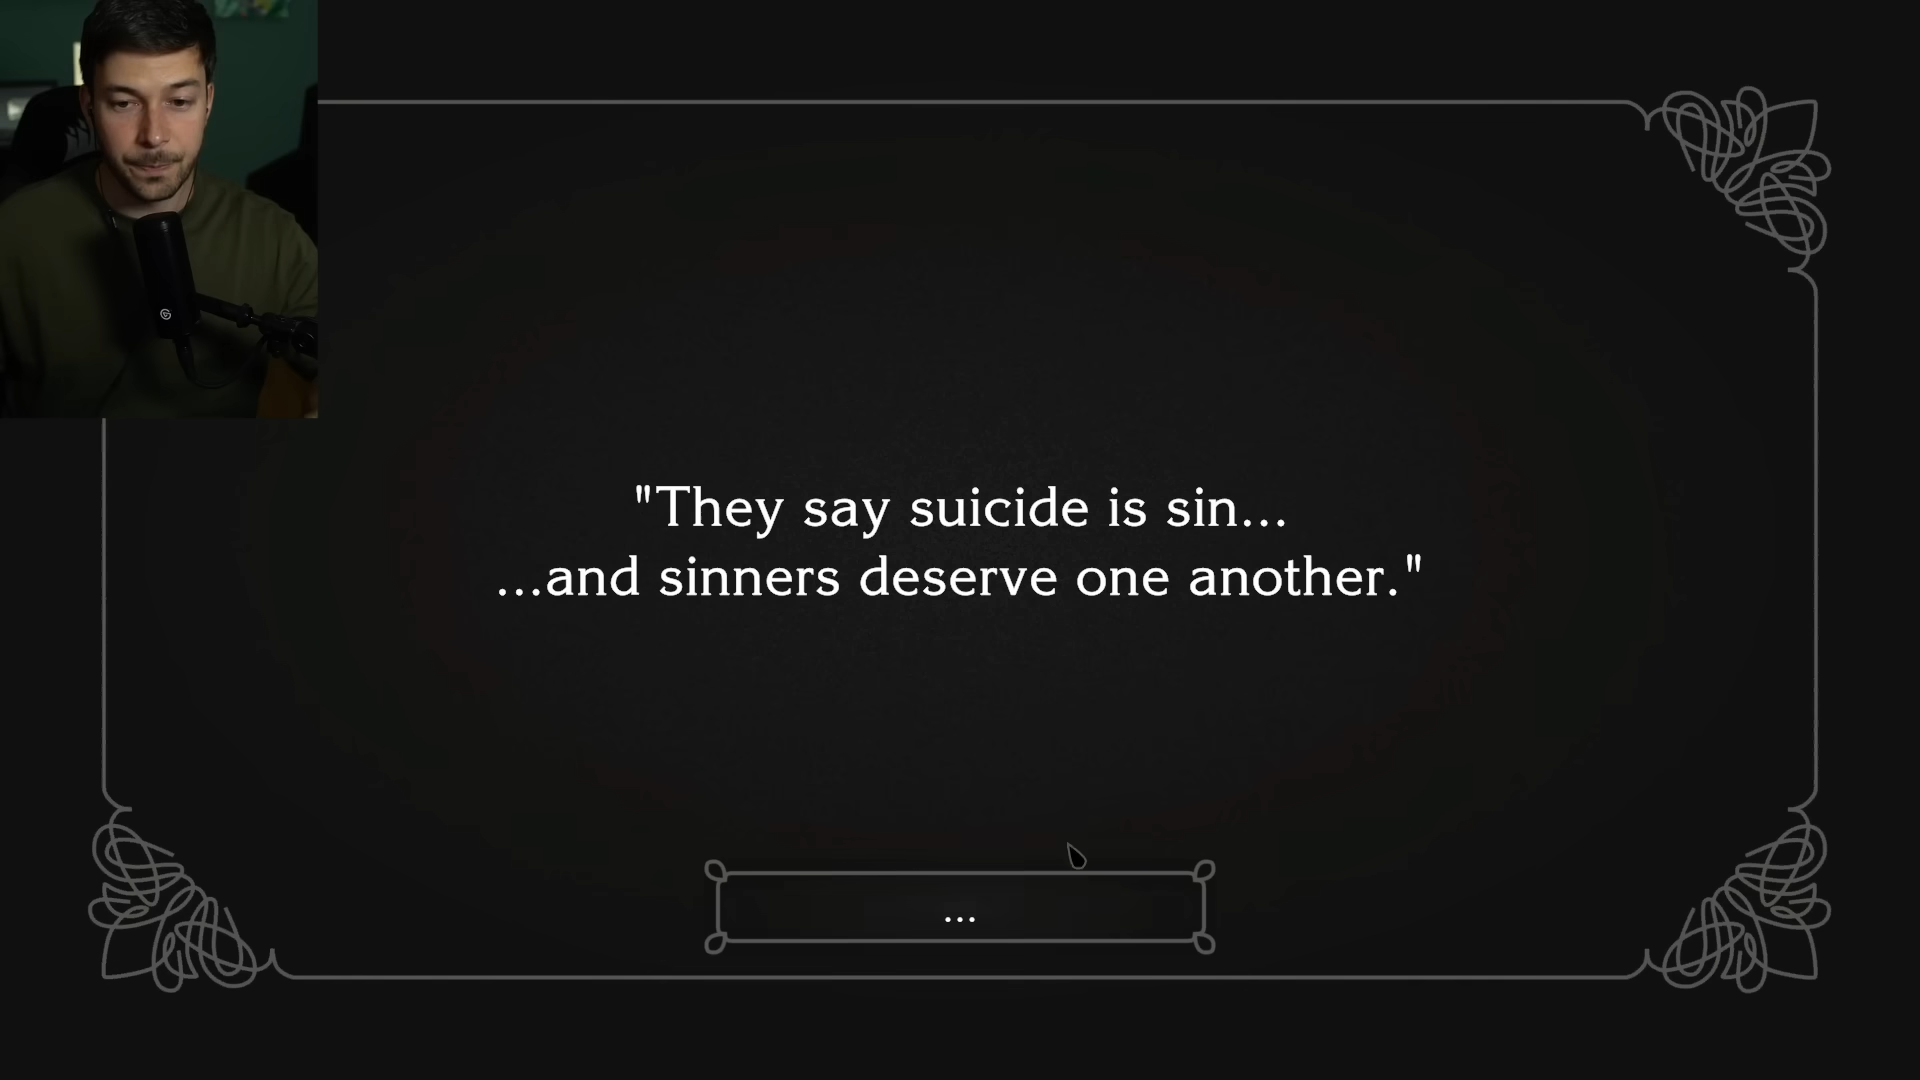 "They say suicide is sin...
...and sinners deserve one another."
...